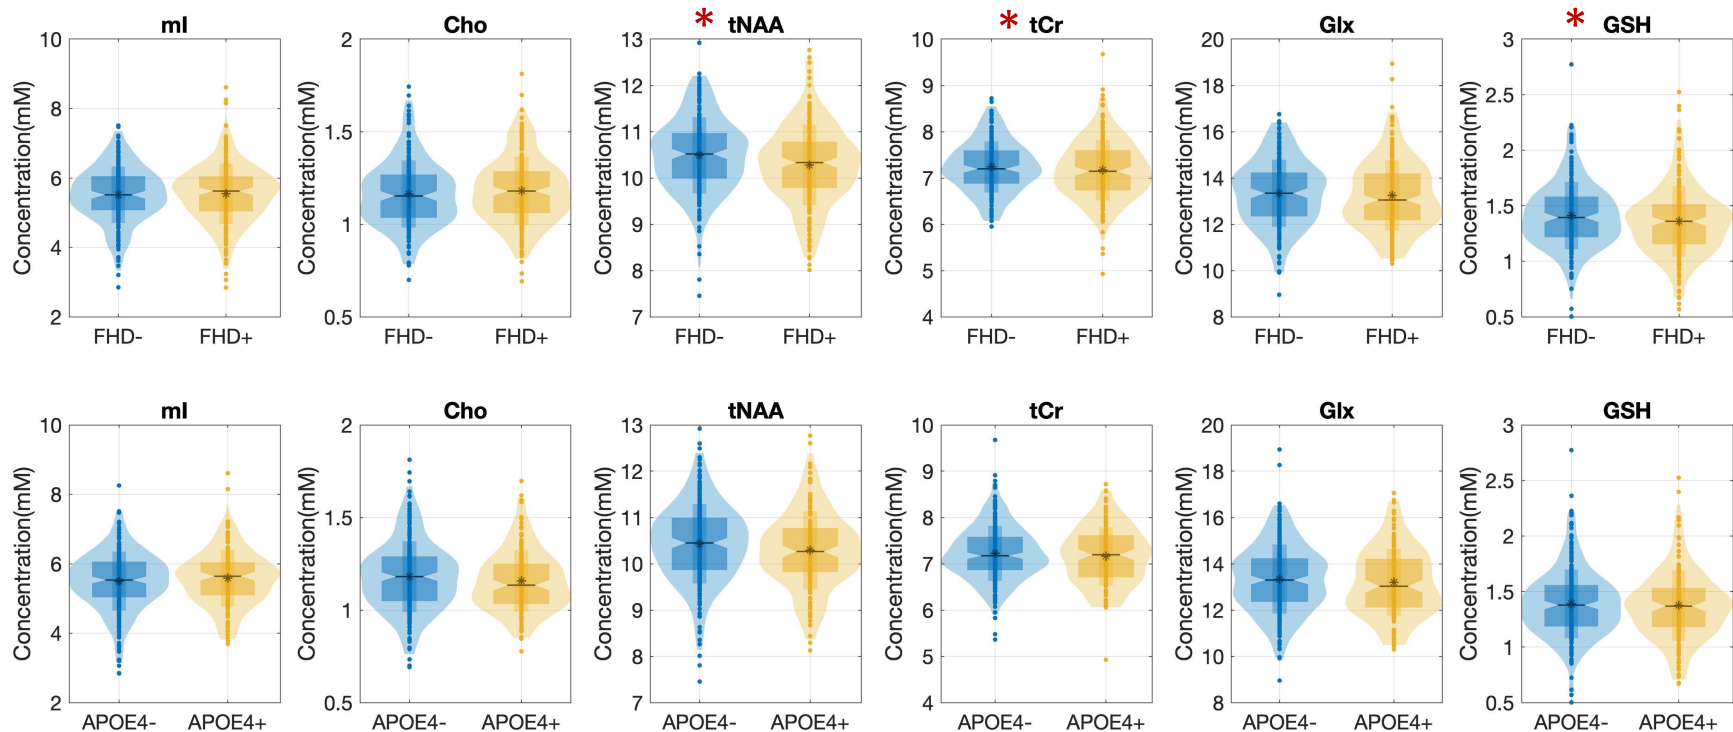 mI
Concentration(mM)
10
8
6
4
2
FHD- FHD+
Cho
Concentration(mM)
2
1.5
1
0.5
FHD- FHD+
* tNAA
Concentration(mM)
13
12
11
10
9
8
7
FHD- FHD+
* tCr
Concentration(mM)
10
9
8
7
6
5
4
FHD- FHD+
Glx
Concentration(mM)
20
18
16
14
12
10
8
FHD- FHD+
* GSH
Concentration(mM)
3
2.5
2
1.5
1
0.5
FHD- FHD+
mI
Concentration(mM)
10
8
6
4
2
APOE4- APOE4+
Cho
Concentration(mM)
2
1.5
1
0.5
APOE4- APOE4+
tNAA
Concentration(mM)
13
12
11
10
9
8
7
APOE4- APOE4+
tCr
Concentration(mM)
10
9
8
7
6
5
4
APOE4- APOE4+
Glx
Concentration(mM)
20
18
16
14
12
10
8
APOE4- APOE4+
GSH
Concentration(mM)
3
2.5
2
1.5
1
0.5
APOE4- APOE4+